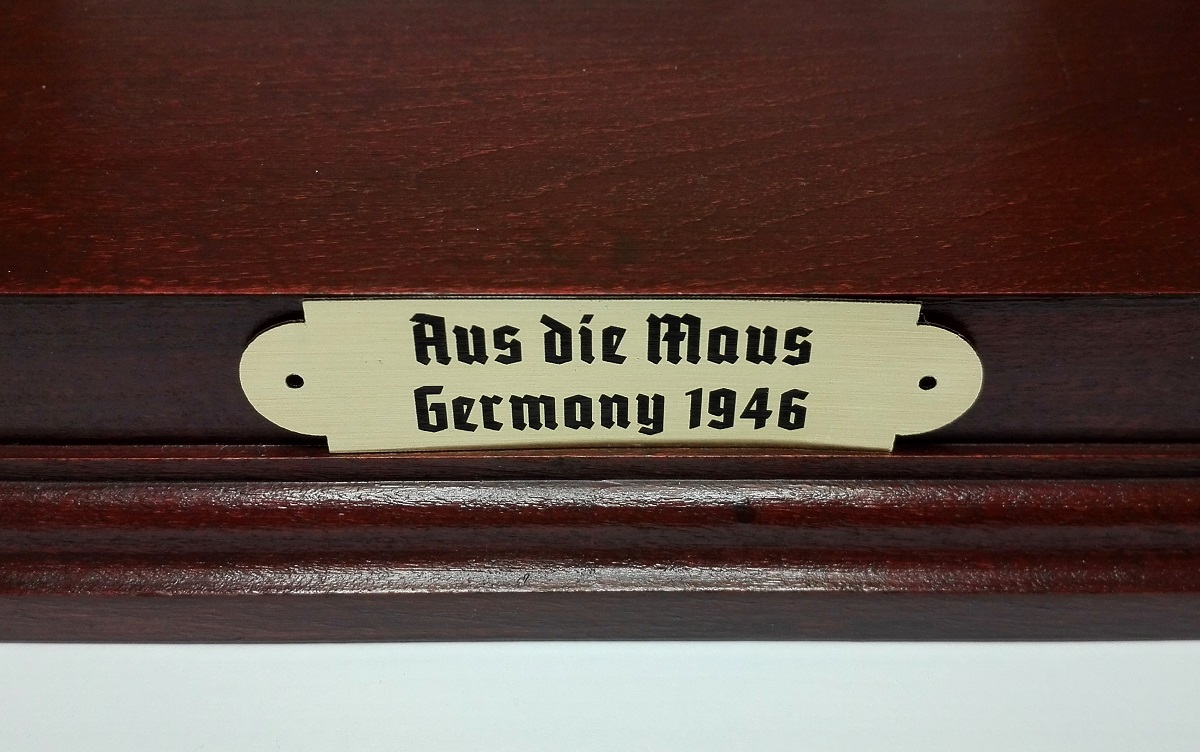 Aus die Maus
Germany 1946